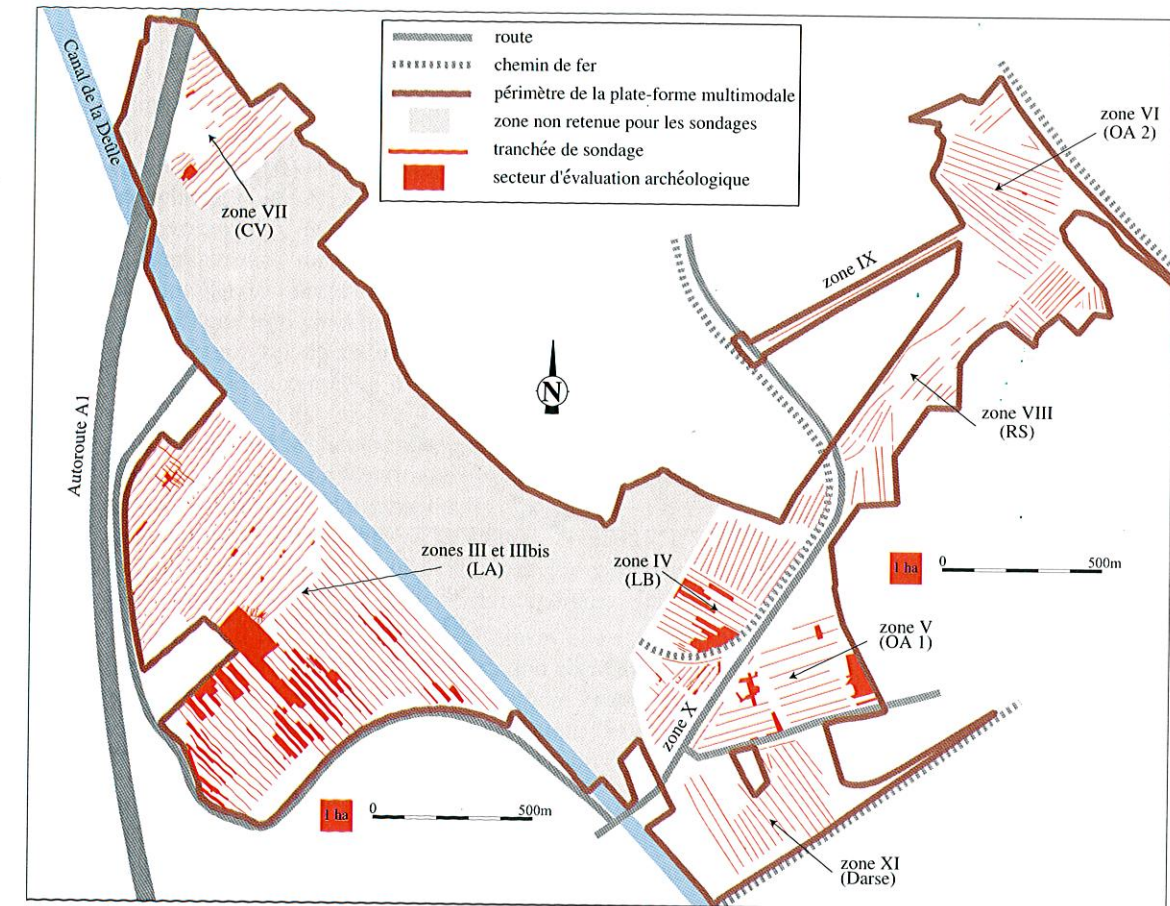 route
chemin de fer
périmètre de la plate-forme multimodale
zone non retenue pour les sondages
tranchée de sondage
secteur d'évaluation archéologique
Canal de la Deûle
zone VII
(CV)
zone VI
(OA 2)
zone IX
N
Autoroute A1
zone VIII
(RS)
zones III et IIIbis
(LA)
zone IV
(LB)
1 ha
0
500m
zone V
(OA 1)
zone X
1 ha
0
500m
zone XI
(Darse)